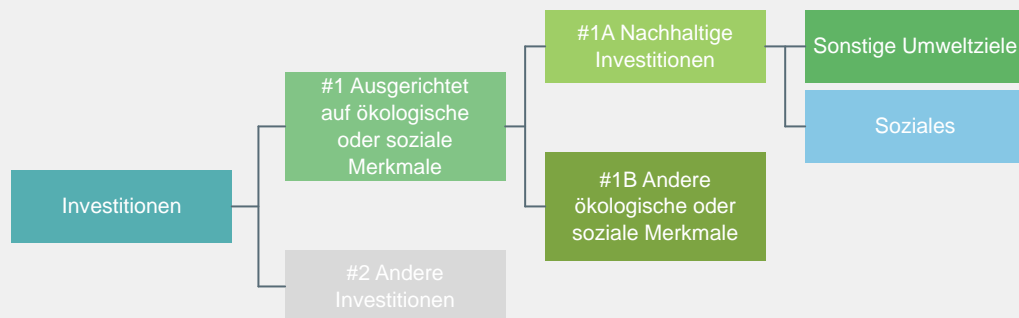 #1A Nachhaltige
Investitionen
Sonstige Umweltziele
#1 Ausgerichtet
auf ökologische
oder soziale
Merkmale
Soziales
Investitionen
#1B Andere
ökologische oder
soziale Merkmale
#2 Andere
Investitionen